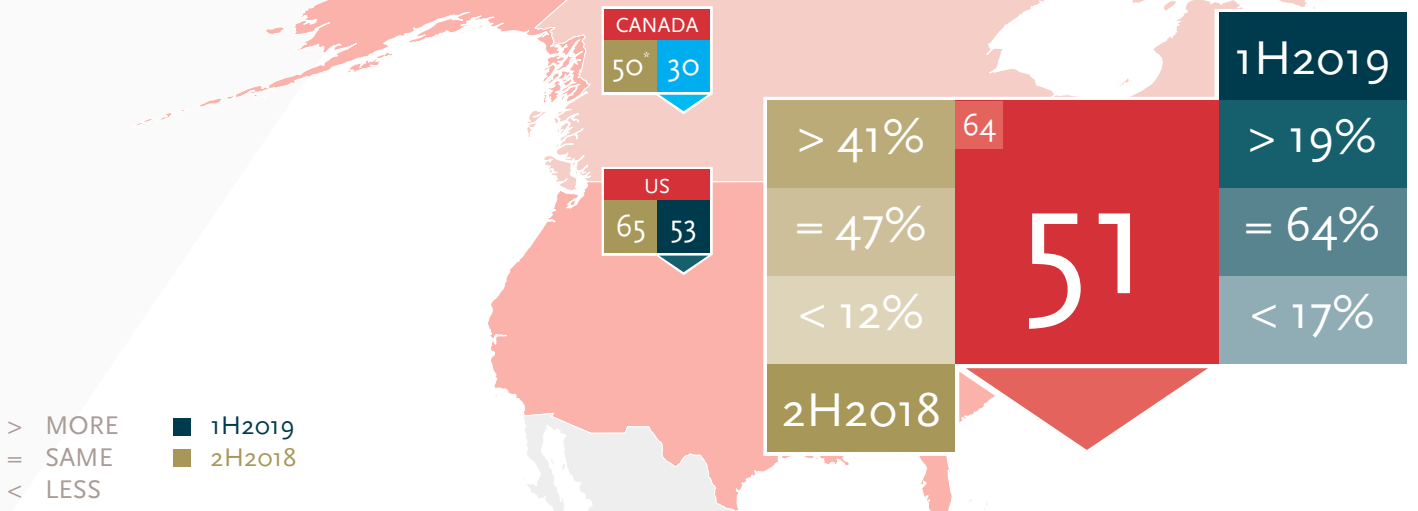 CANADA
50* 30
US
65 53
1H2019
> 41% 64 > 19%
= 47% 51 = 64%
< 12% < 17%
2H2018
> MORE ■ 1H2019
= SAME ■ 2H2018
< LESS